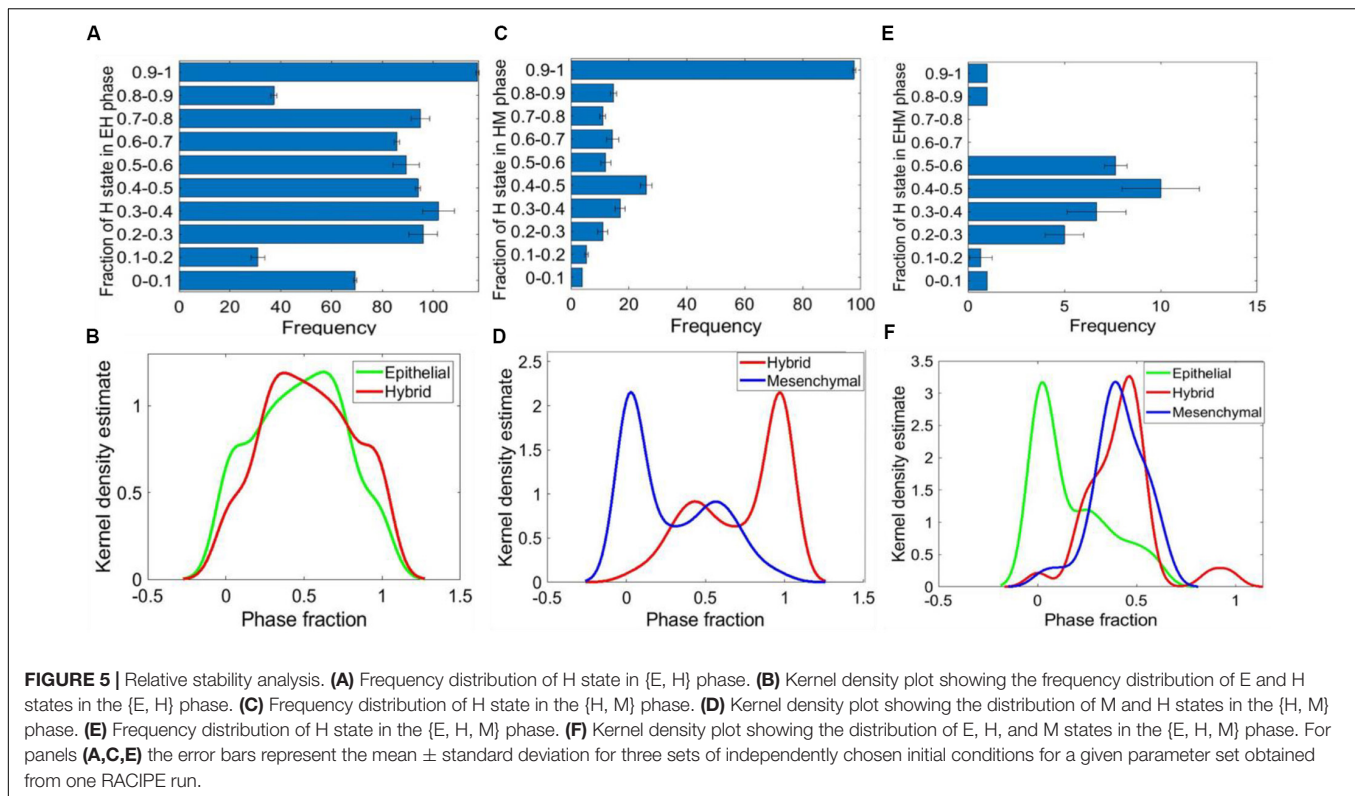 A
Fraction of H state in EH phase
0.9-1
0.8-0.9
0.7-0.8
0.6-0.7
0.5-0.6
0.4-0.5
0.3-0.4
0.2-0.3
0.1-0.2
0-0.1
0 20 40 60 80 100
Frequency
C
Fraction of H state in HM phase
0.9-1
0.8-0.9
0.7-0.8
0.6-0.7
0.5-0.6
0.4-0.5
0.3-0.4
0.2-0.3
0.1-0.2
0-0.1
0 20 40 60 80 100
Frequency
E
Fraction of H state in EHM phase
0.9-1
0.8-0.9
0.7-0.8
0.6-0.7
0.5-0.6
0.4-0.5
0.3-0.4
0.2-0.3
0.1-0.2
0-0.1
0 5 10 15
Frequency
B
Kernel density estimate
1
0.5
0
-0.5 0 0.5 1 1.5
Phase fraction
Epithelial
Hybrid
D
Kernel density estimate
2.5
2
1.5
1
0.5
0
-0.5 0 0.5 1 1.5
Phase fraction
Hybrid
Mesenchymal
F
Kernel density estimate
3.5
3
2.5
2
1.5
1
0.5
0
-0.5 0 0.5 1
Phase fraction
Epithelial
Hybrid
Mesenchymal
FIGURE 5 | Relative stability analysis. (A) Frequency distribution of H state in {E, H} phase. (B) Kernel density plot showing the frequency distribution of E and H
states in the {E, H} phase. (C) Frequency distribution of H state in the {H, M} phase. (D) Kernel density plot showing the distribution of M and H states in the {H, M}
phase. (E) Frequency distribution of H state in the {E, H, M} phase. (F) Kernel density plot showing the distribution of E, H, and M states in the {E, H, M} phase. For
panels (A,C,E) the error bars represent the mean ± standard deviation for three sets of independently chosen initial conditions for a given parameter set obtained
from one RACIPE run.